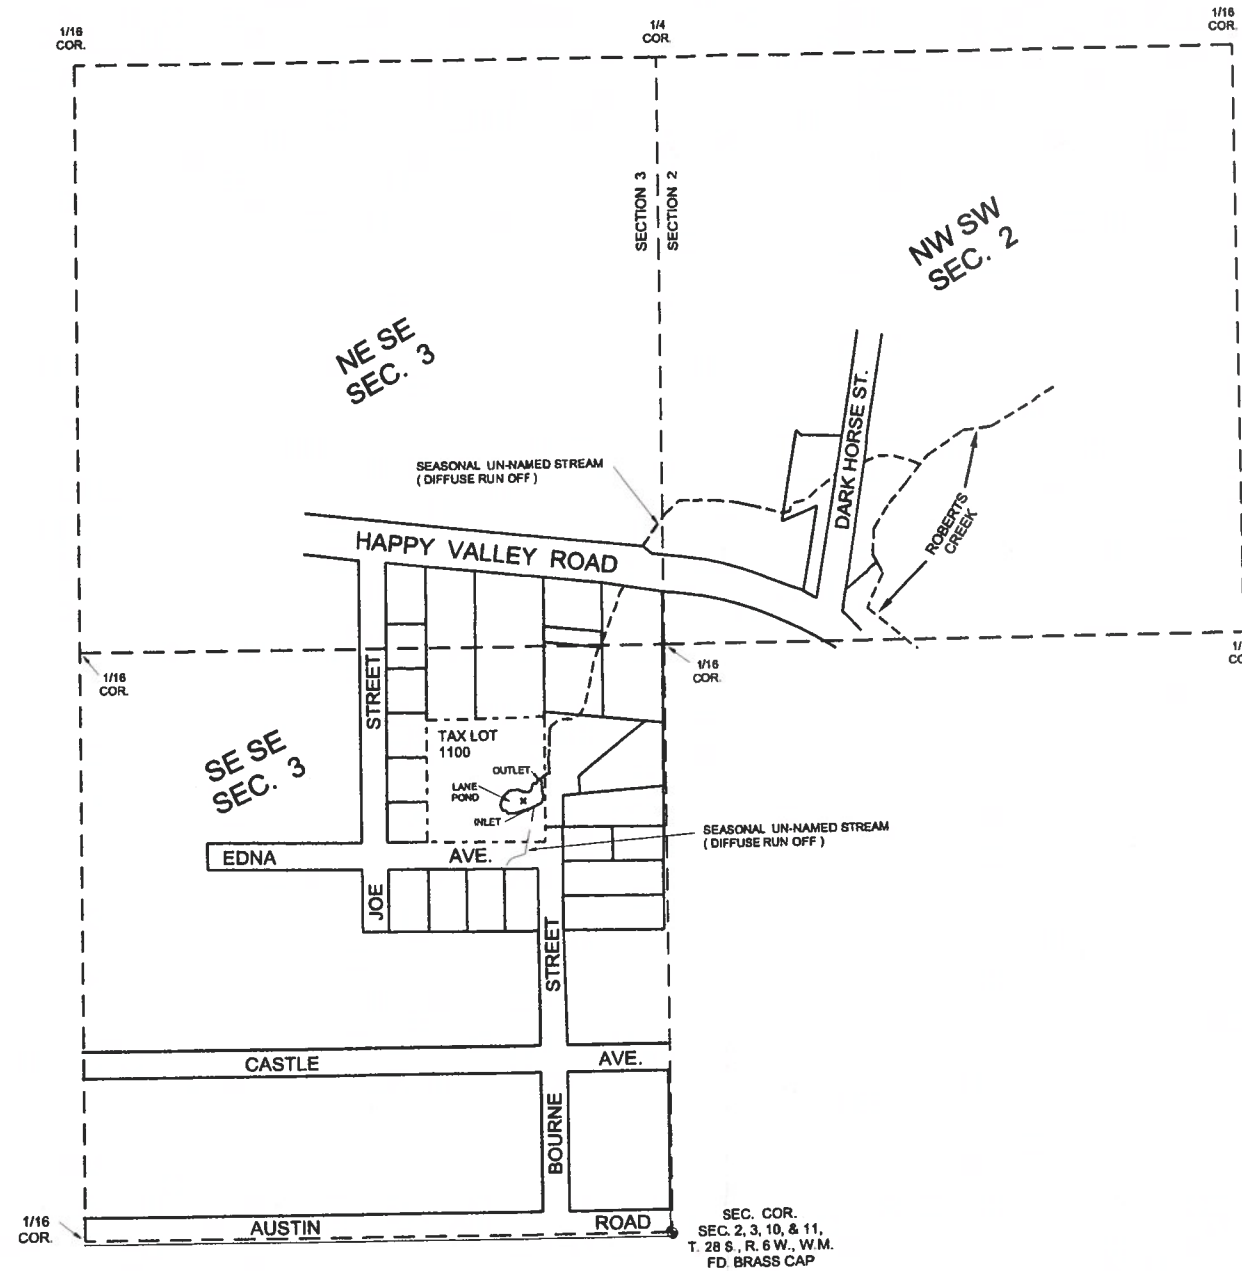 1/16
COR.
1/4
COR.
1/16
COR.
SECTION 3
SECTION 2
NW SW
SEC. 2
NE SE
SEC. 3
DARK HORSE ST.
SEASONAL UN-NAMED STREAM
( DIFFUSE RUN OFF )
ROBERTS
CREEK
HAPPY VALLEY ROAD
1/16
COR.
1/16
COR.
STREET
TAX LOT
1100
SE SE
SEC. 3
OUTLET
LANE
POND
x
INLET
SEASONAL UN-NAMED STREAM
( DIFFUSE RUN OFF )
EDNA AVE.
JOE
STREET
CASTLE AVE.
BOURNE
1/16
COR.
AUSTIN ROAD
SEC. COR.
SEC. 2, 3, 10, & 11,
T. 28 S., R. 6 W., W.M.
FD. BRASS CAP